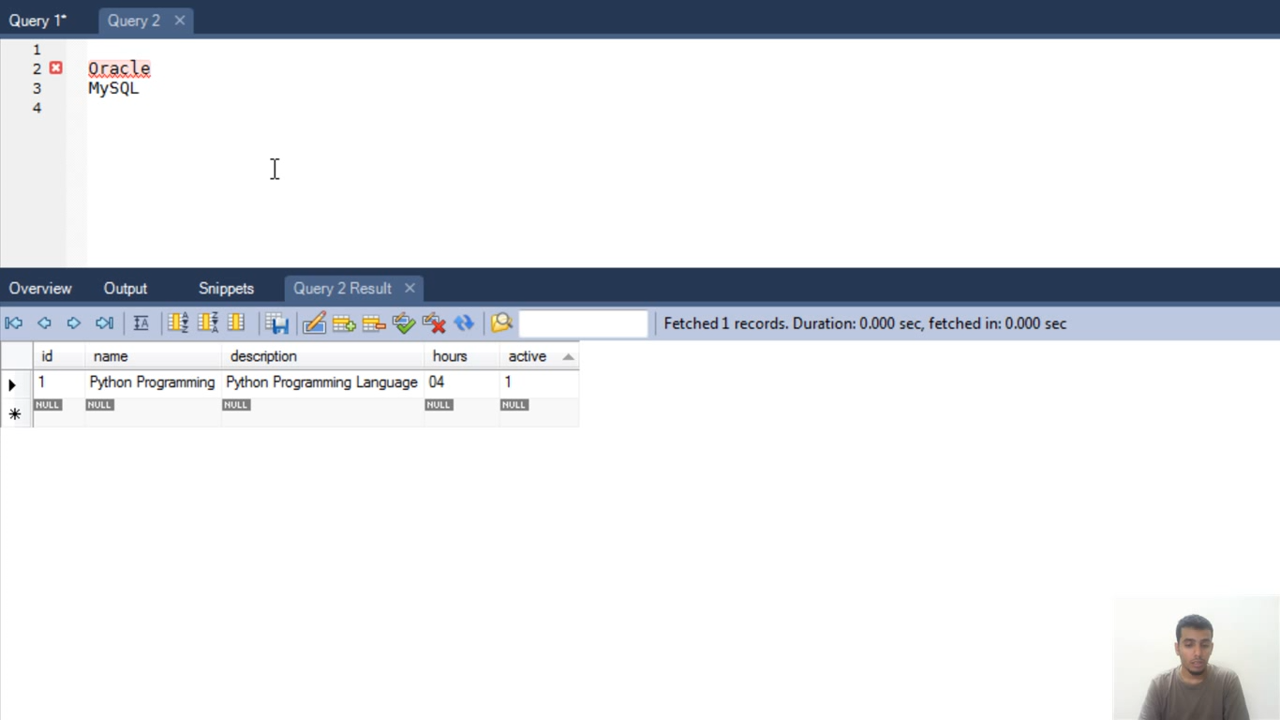 Query 1* Query 2
1
2 Oracle
3 MySQL
4
Overview Output Snippets Query 2 Result
Fetched 1 records. Duration: 0.000 sec, fetched in: 0.000 sec
id name description hours active
1 Python Programming Python Programming Language 04 1
NULL NULL NULL NULL NULL